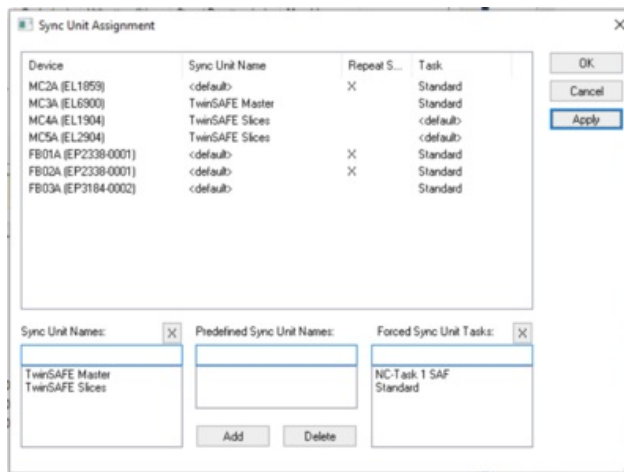 Sync Unit Assignment
Device Sync Unit Name Repeat S... Task
MC2A (EL1859) <default> X Standard
MC3A (EL6900) TwinSAFE Master Standard
MC4A (EL1904) TwinSAFE Slices <default>
MC5A (EL2904) TwinSAFE Slices <default>
FB01A (EP2338-0001) <default> X Standard
FB02A (EP2338-0001) <default> X Standard
FB03A (EP3184-0002) <default> Standard
OK
Cancel
Apply
Sync Unit Names: X Predefined Sync Unit Names: Forced Sync Unit Tasks: X
TwinSAFE Master NC-Task 1 SAF
TwinSAFE Slices Standard
Add Delete